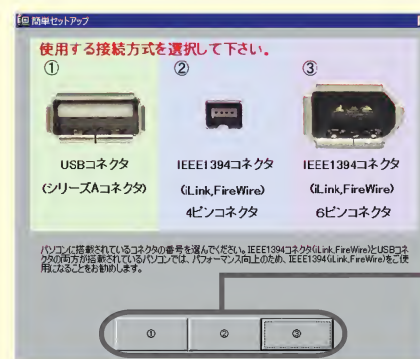 簡単セットアップ
使用する接続方式を選択して下さい。
① ② ③
USBコネクタ IEEE1394コネクタ IEEE1394コネクタ
(シリーズAコネクタ) (iLink,FireWire) (iLink,FireWire)
4ピンコネクタ 6ピンコネクタ
パソコンに搭載されているコネクタの番号を選んでください。IEEE1394コネクタ(iLink,FireWire)とUSBコネ
クタの両方が搭載されているパソコンでは、パフォーマンス向上のため、IEEE1394(iLink,FireWire)をご使
用になることをお勧めします。
① ② ③